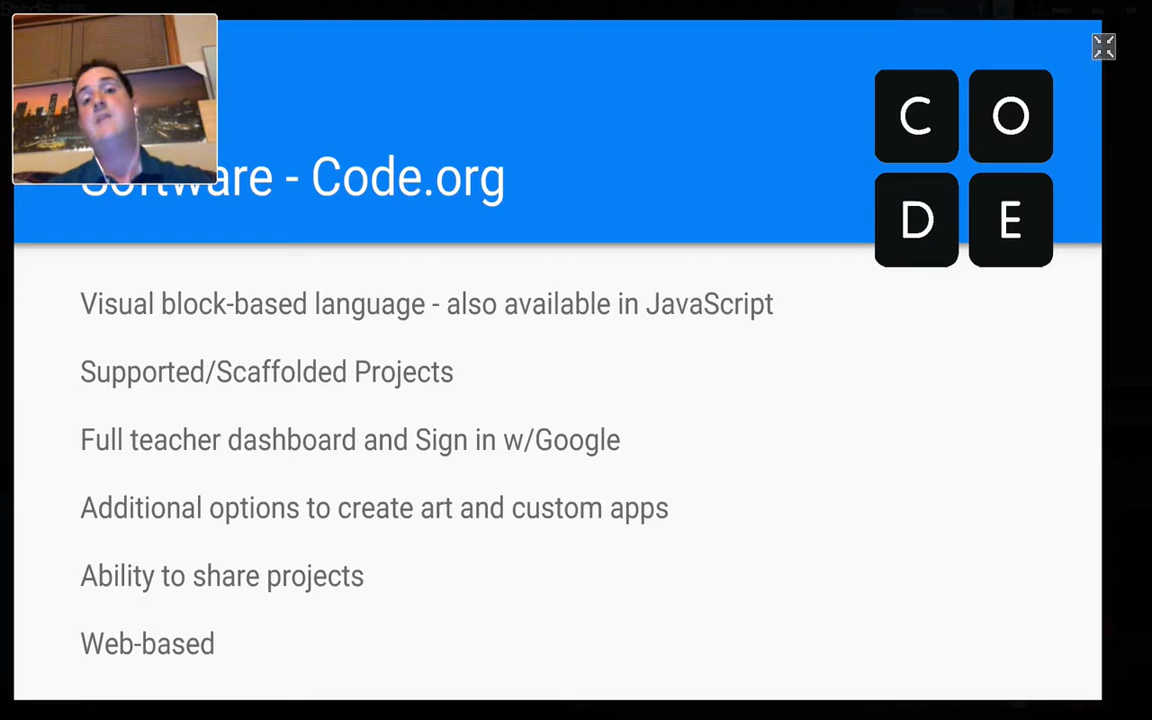 Software - Code.org
C O
D E
Visual block-based language - also available in JavaScript
Supported/Scaffolded Projects
Full teacher dashboard and Sign in w/Google
Additional options to create art and custom apps
Ability to share projects
Web-based